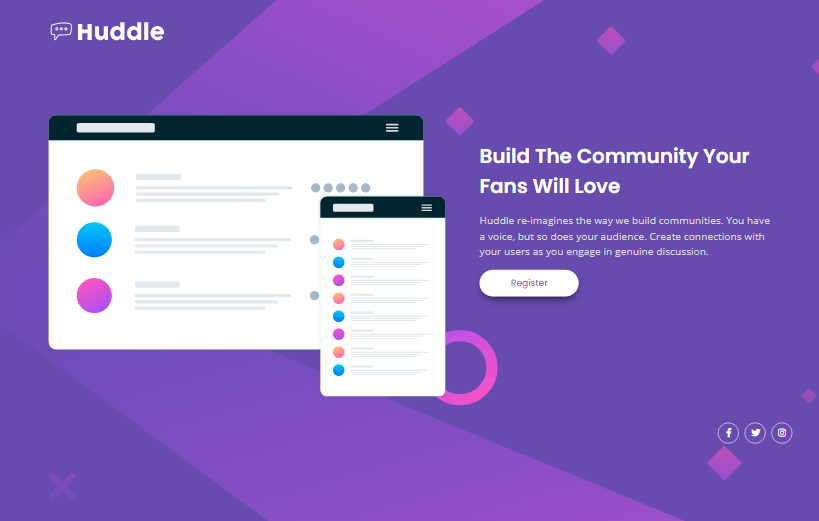 Huddle
Build The Community Your
Fans Will Love
Huddle re-imagines the way we build communities. You have
a voice, but so does your audience. Create connections with
your users as you engage in genuine discussion.
Register